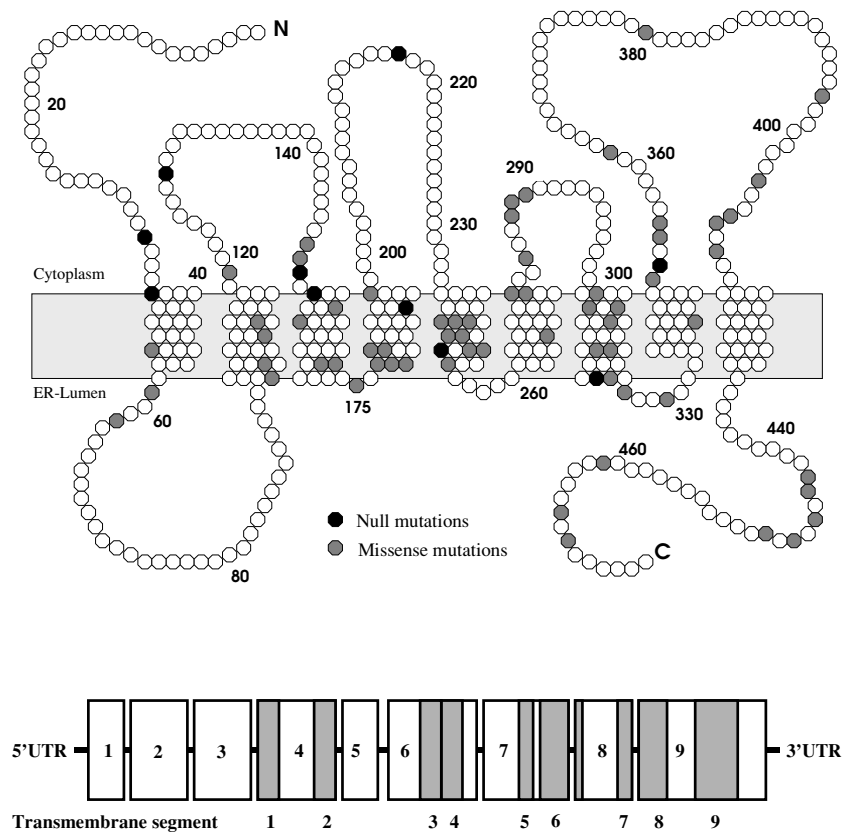 N
20
140
220
380
400
360
290
230
200
120
40
300
Cytoplasm
ER-Lumen
60
175
260
330
440
460
80
Null mutations
Missense mutations
C
5’UTR 1 2 3 4 5 6 7 8 9 3’UTR
Transmembrane segment 1 2 3 4 5 6 7 8 9